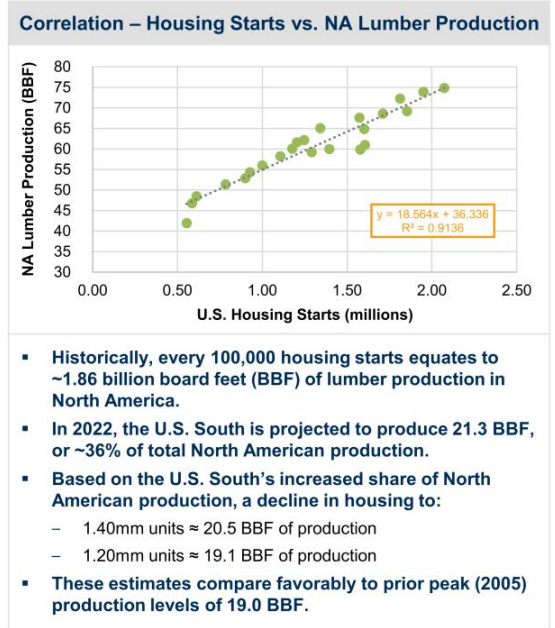 Correlation – Housing Starts vs. NA Lumber Production
NA Lumber Production (BBF)
80
75
70
65
60
55
50
45
40
35
30
y = 18.564x + 36.336
R² = 0.9136
0.00 0.50 1.00 1.50 2.00 2.50
U.S. Housing Starts (millions)
▪ Historically, every 100,000 housing starts equates to
~1.86 billion board feet (BBF) of lumber production in
North America.
▪ In 2022, the U.S. South is projected to produce 21.3 BBF,
or ~36% of total North American production.
▪ Based on the U.S. South’s increased share of North
American production, a decline in housing to:
– 1.40mm units ≈ 20.5 BBF of production
– 1.20mm units ≈ 19.1 BBF of production
▪ These estimates compare favorably to prior peak (2005)
production levels of 19.0 BBF.